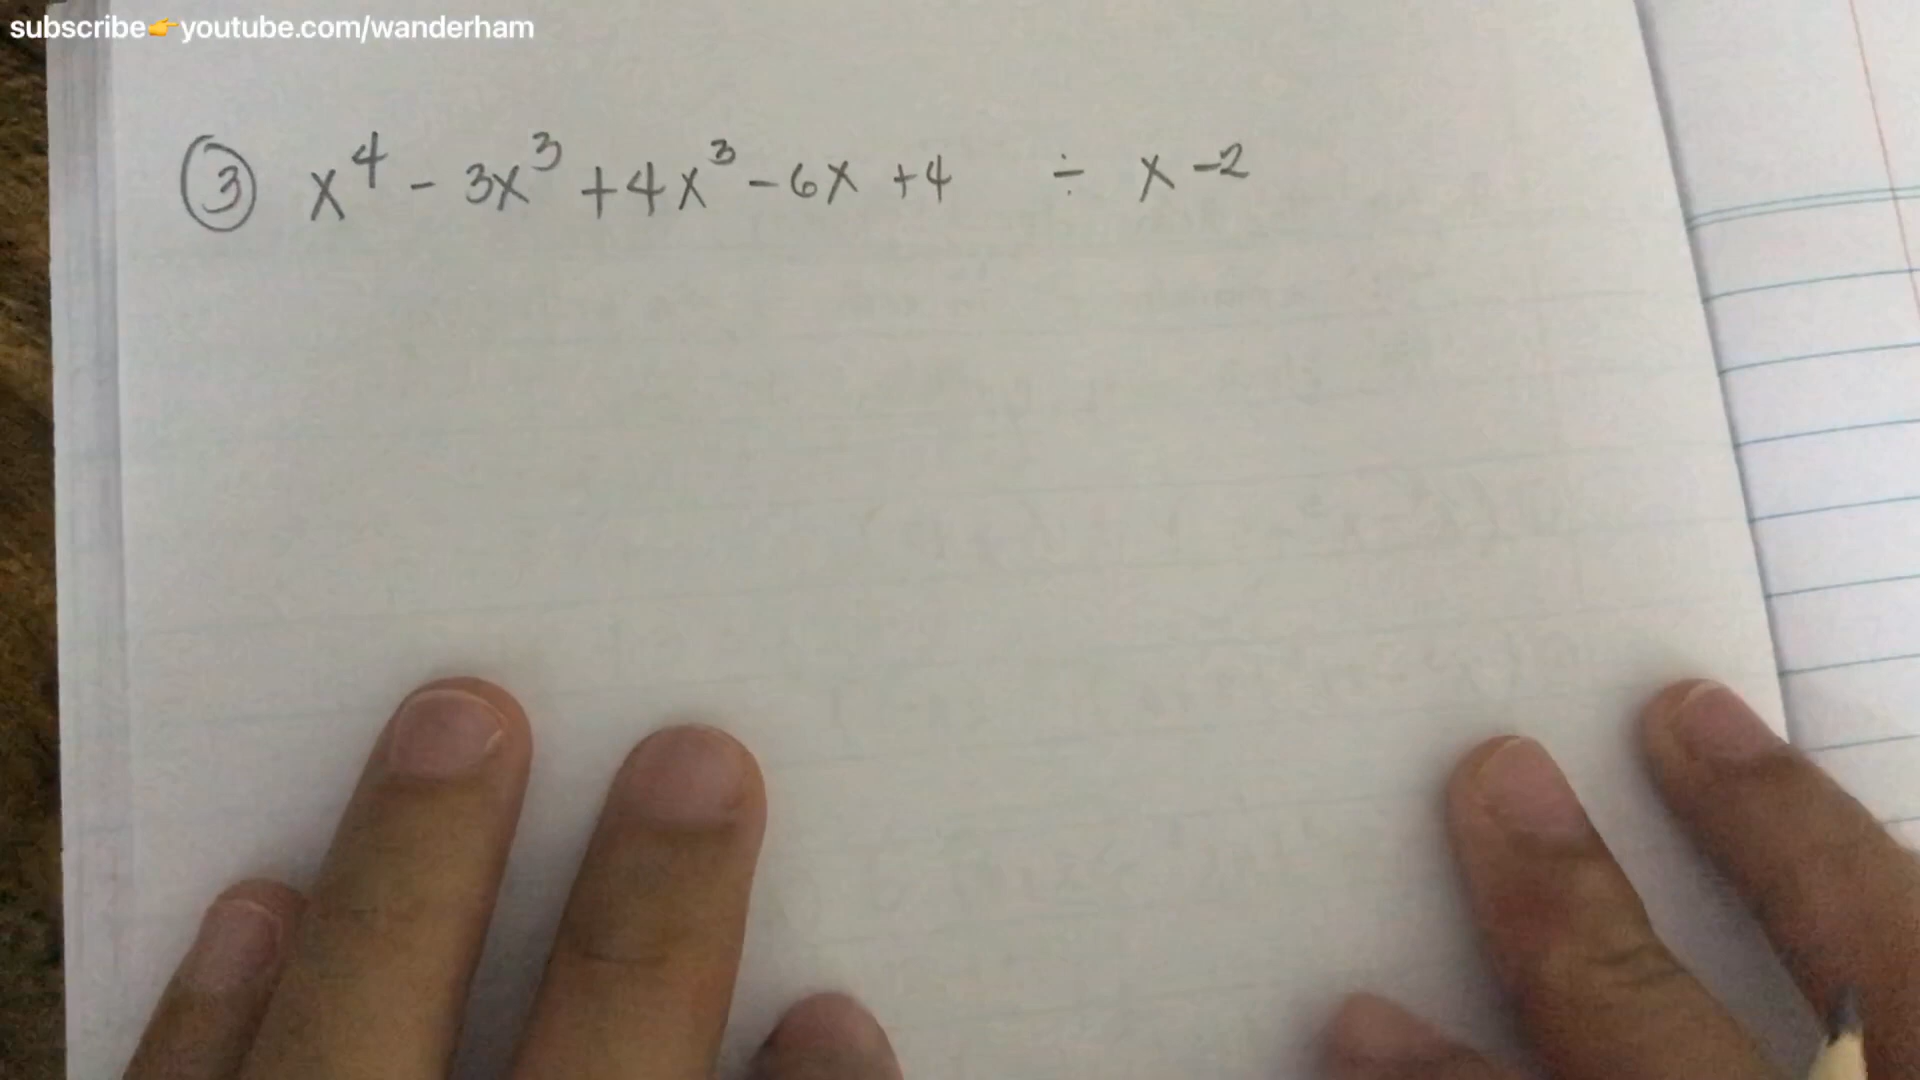 subscribe👉youtube.com/wanderham
③ x⁴ - 3x³ + 4x³ - 6x + 4 ÷ x - 2